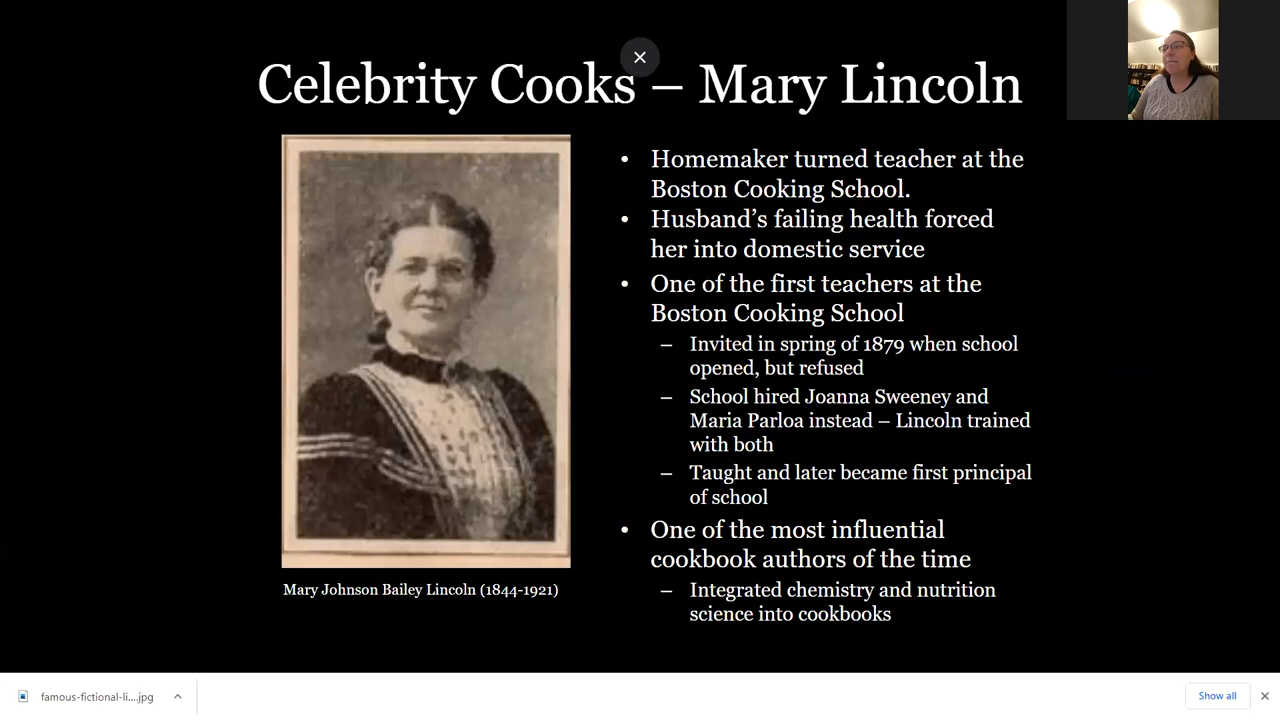 Celebrity Cooks – Mary Lincoln
• Homemaker turned teacher at the
Boston Cooking School.
• Husband's failing health forced
her into domestic service
• One of the first teachers at the
Boston Cooking School
– Invited in spring of 1879 when school
opened, but refused
– School hired Joanna Sweeney and
Maria Parloa instead – Lincoln trained
with both
– Taught and later became first principal
of school
• One of the most influential
cookbook authors of the time
– Integrated chemistry and nutrition
science into cookbooks
Mary Johnson Bailey Lincoln (1844-1921)
famous-fictional-li....jpg
Show all